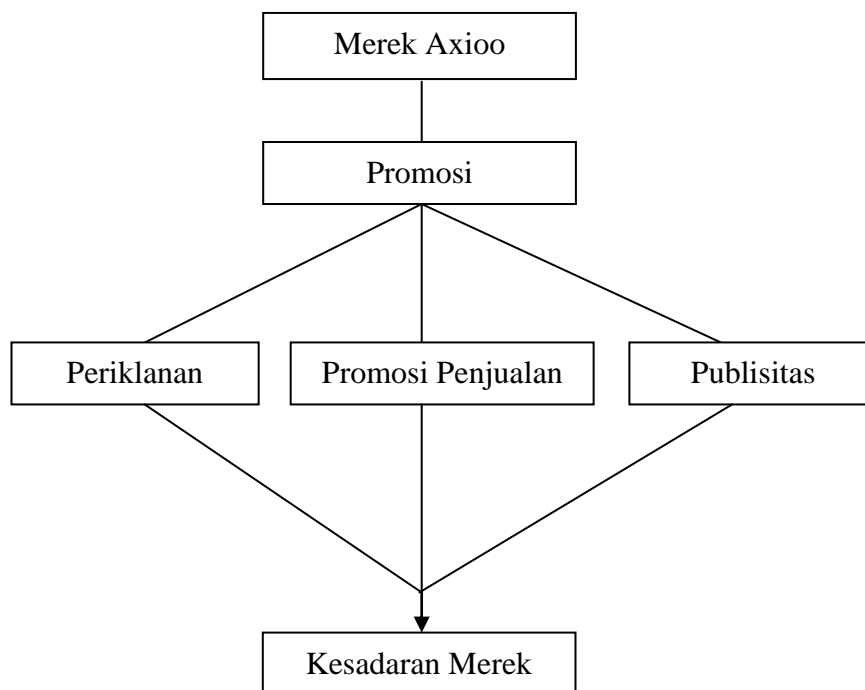 Merek Axioo
Promosi
Periklanan
Promosi Penjualan
Publisitas
Kesadaran Merek